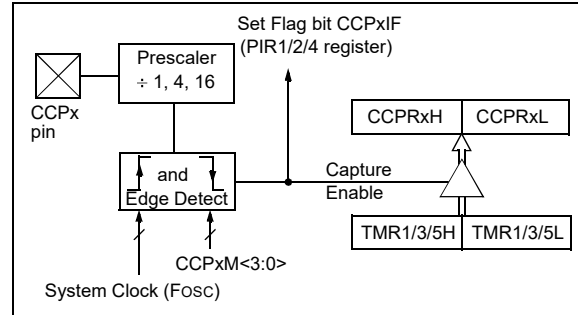 Set Flag bit CCPxIF
(PIR1/2/4 register)
Prescaler
÷ 1, 4, 16
CCPx
pin
CCPRxH
CCPRxL
and
Edge Detect
Capture
Enable
TMR1/3/5H
TMR1/3/5L
CCPxM<3:0>
System Clock (FOSC)